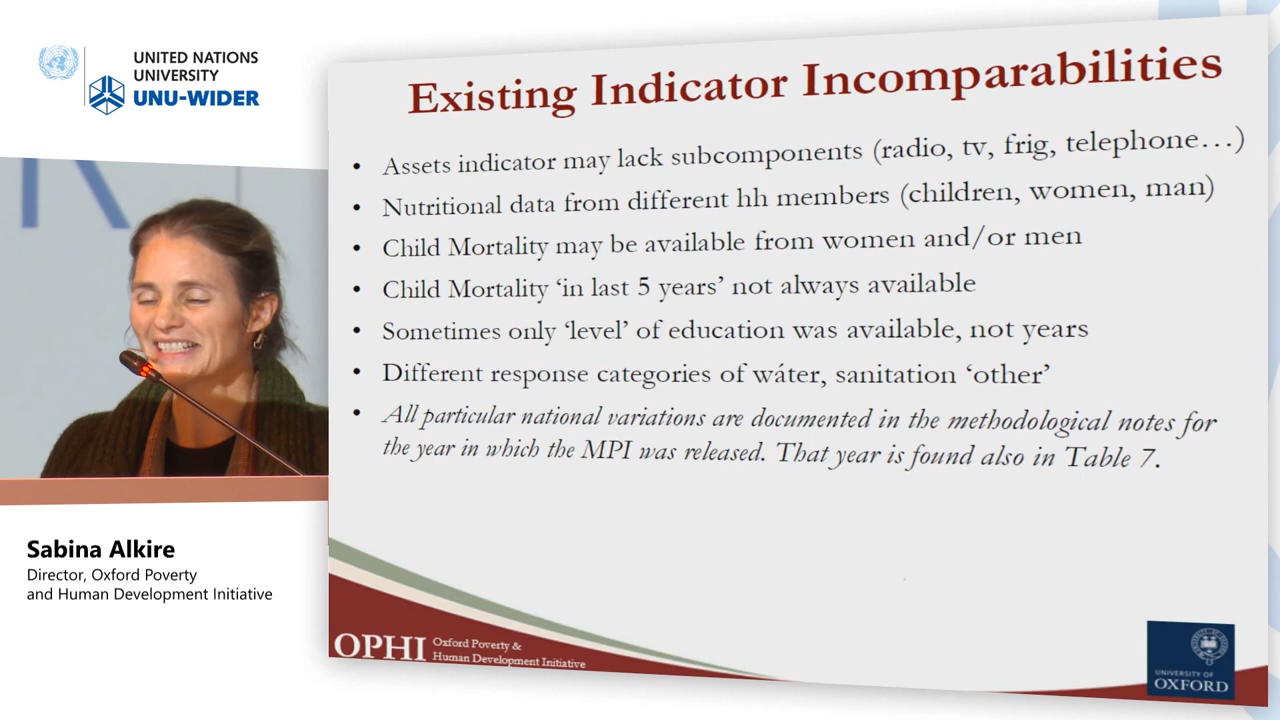 UNITED NATIONS
UNIVERSITY
UNU-WIDER
Existing Indicator Incomparabilities
• Assets indicator may lack subcomponents (radio, tv, frig, telephone…)
• Nutritional data from different hh members (children, women, man)
• Child Mortality may be available from women and/or men
• Child Mortality ‘in last 5 years’ not always available
• Sometimes only ‘level’ of education was available, not years
• Different response categories of wáter, sanitation ‘other’
• All particular national variations are documented in the methodological notes for
the year in which the MPI was released. That year is found also in Table 7.
Sabina Alkire
Director, Oxford Poverty
and Human Development Initiative
OPHI
Oxford Poverty &
Human Development Initiative
UNIVERSITY OF
OXFORD